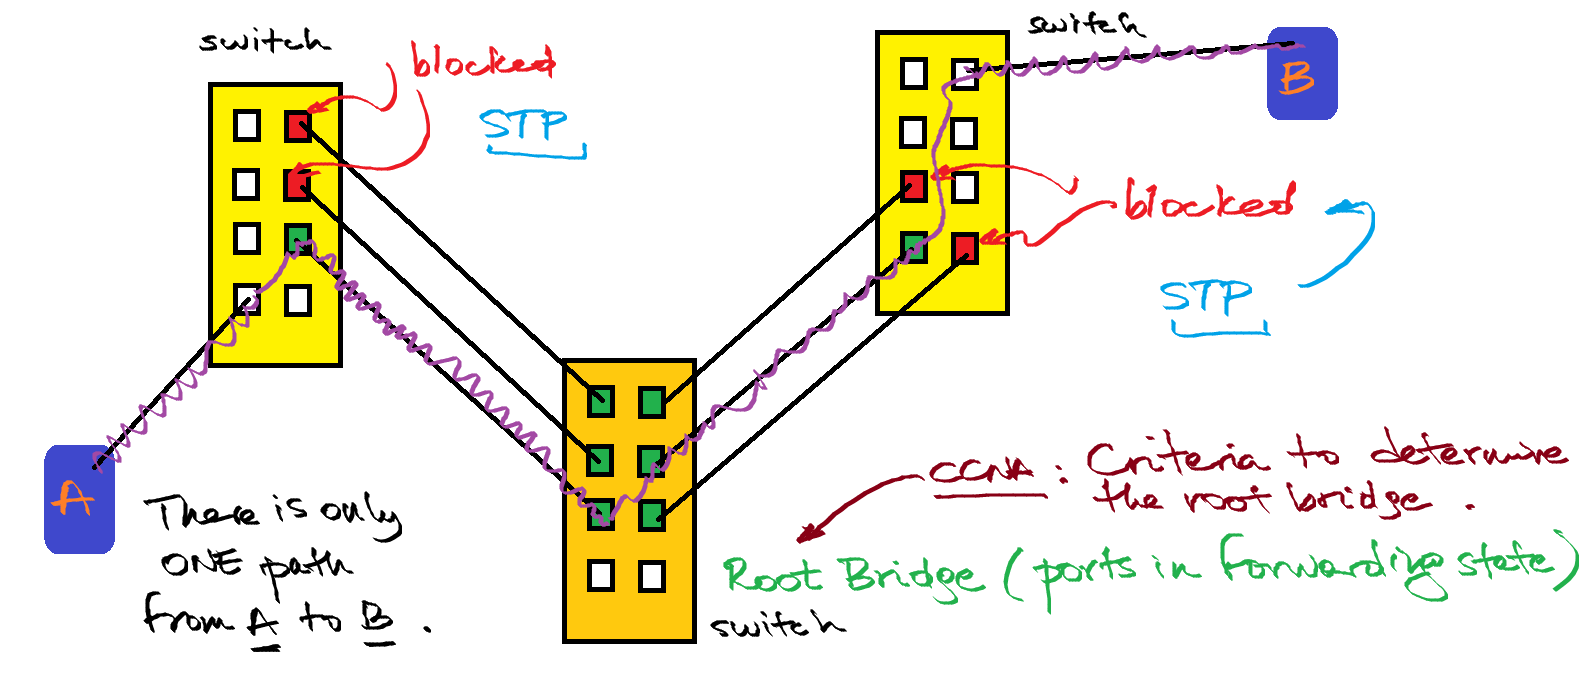 switch
blocked
STP
switch
B
blocked
STP
A
There is only
ONE path
from A to B.
CCNA : Criteria to determine
the root bridge.
Root Bridge (ports in forwarding state)
switch